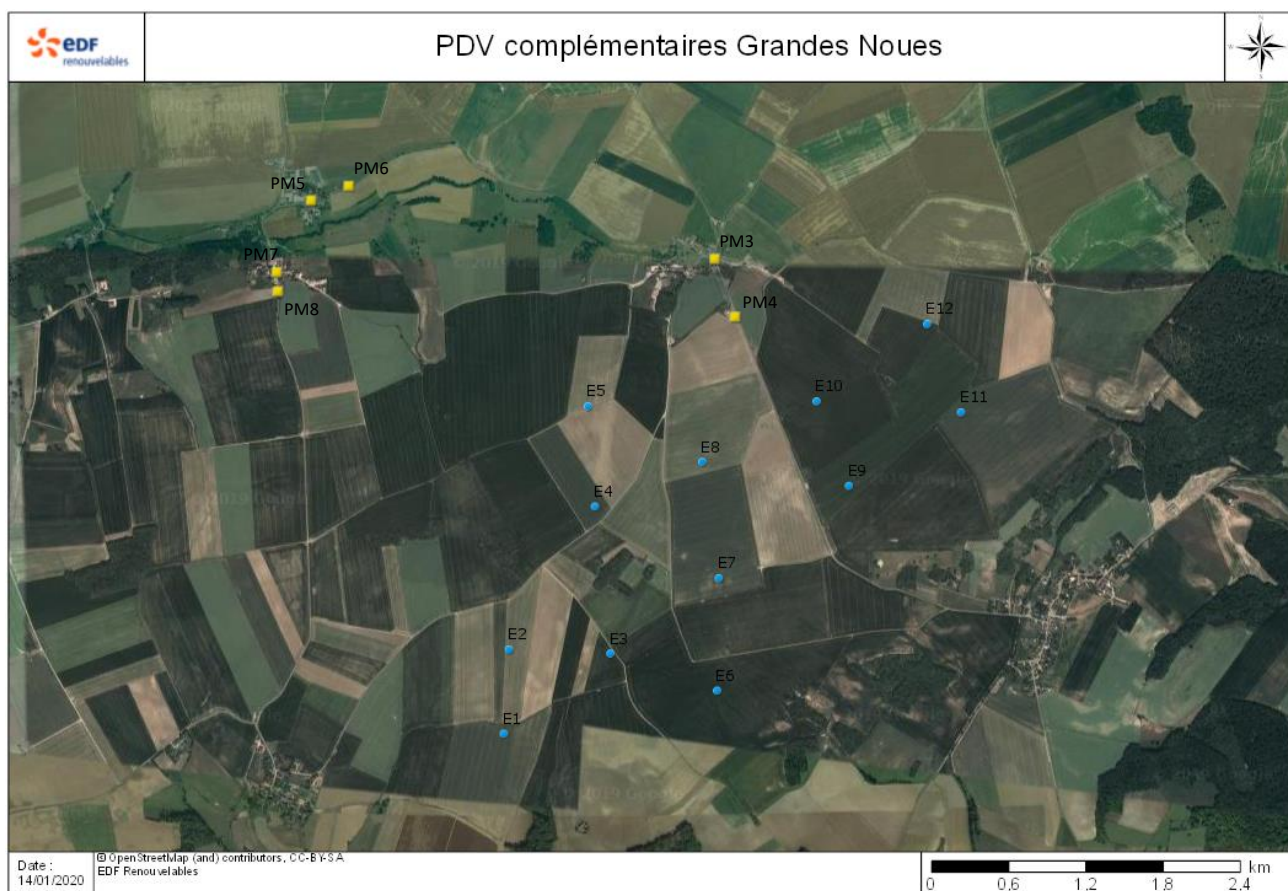 edf
renouvelables
PDV complémentaires Grandes Noues
PM6
PM5
PM3
PM7
PM8
PM4
E12
E5
E10
E11
E8
E9
E4
E7
E2
E3
E6
E1
Date :
14/01/2020
© OpenStreetMap (and) contributors, CC-BY-SA
EDF Renouvelables
km
0 0,6 1,2 1,8 2,4